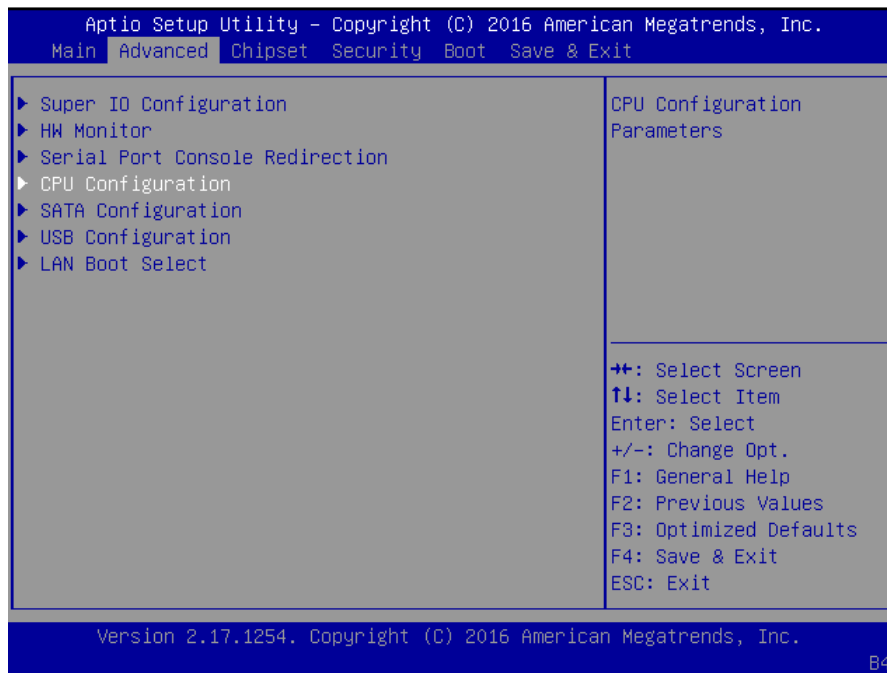 Aptio Setup Utility – Copyright (C) 2016 American Megatrends, Inc.
Main Advanced Chipset Security Boot Save & Exit
Super IO Configuration
HW Monitor
Serial Port Console Redirection
CPU Configuration
SATA Configuration
USB Configuration
LAN Boot Select
CPU Configuration
Parameters
→←: Select Screen
↑↓: Select Item
Enter: Select
+/-: Change Opt.
F1: General Help
F2: Previous Values
F3: Optimized Defaults
F4: Save & Exit
ESC: Exit
Version 2.17.1254. Copyright (C) 2016 American Megatrends, Inc.
B4